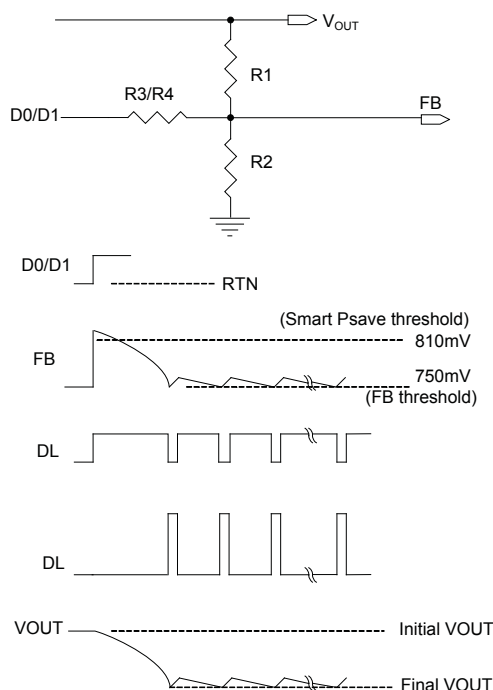 VOUT
R1
R3/R4
D0/D1
FB
R2
D0/D1
RTN
(Smart Psave threshold)
810mV
FB
750mV
(FB threshold)
DL
DL
VOUT
Initial VOUT
Final VOUT